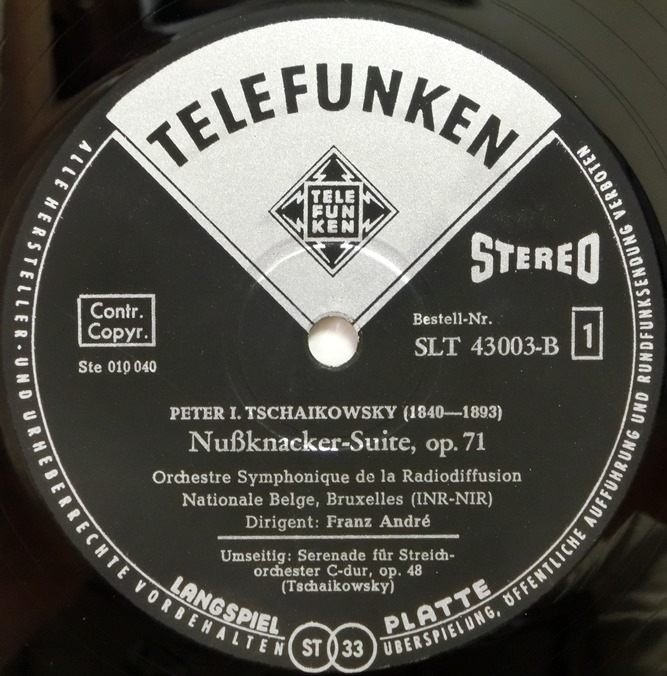 TELEFUNKEN
TELE
FUN
KEN
STEREO
Contr.
Copyr.
Ste 010 040
Bestell-Nr.
SLT 43003-B
1
PETER I. TSCHAIKOWSKY (1840—1893)
Nußknacker-Suite, op. 71
Orchestre Symphonique de la Radiodiffusion
Nationale Belge, Bruxelles (INR-NIR)
Dirigent: Franz André
Umseitig: Serenade für Streich-
orchester C-dur, op. 48
(Tschaikowsky)
LANGSPIEL PLATTE
ST 33
ALLE HERSTELLER- UND URHEBERRECHTE VORBEHALTEN
ÜBERSPIELUNG, ÖFFENTLICHE AUFFÜHRUNG UND RUNDFUNKSENDUNG VERBOTEN